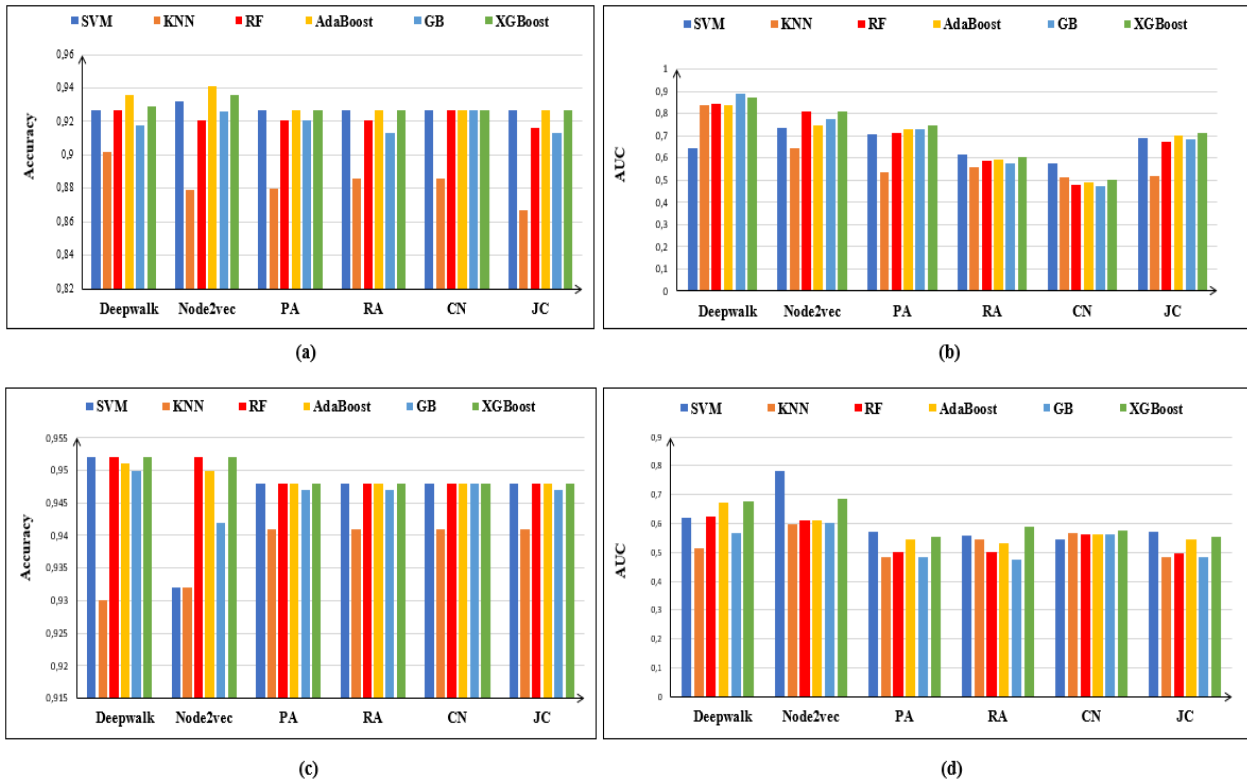 SVM KNN RF AdaBoost GB XGBoost
0,96
0,94
0,92
0,9
0,88
0,86
0,84
0,82
Accuracy
Deepwalk Node2vec PA RA CN JC
(a)
SVM KNN RF AdaBoost GB XGBoost
1
0,9
0,8
0,7
0,6
0,5
0,4
0,3
0,2
0,1
0
AUC
Deepwalk Node2vec PA RA CN JC
(b)
SVM KNN RF AdaBoost GB XGBoost
0,955
0,95
0,945
0,94
0,935
0,93
0,925
0,92
0,915
Accuracy
Deepwalk Node2vec PA RA CN JC
(c)
SVM KNN RF AdaBoost GB XGBoost
0,9
0,8
0,7
0,6
0,5
0,4
0,3
0,2
0,1
0
AUC
Deepwalk Node2vec PA RA CN JC
(d)